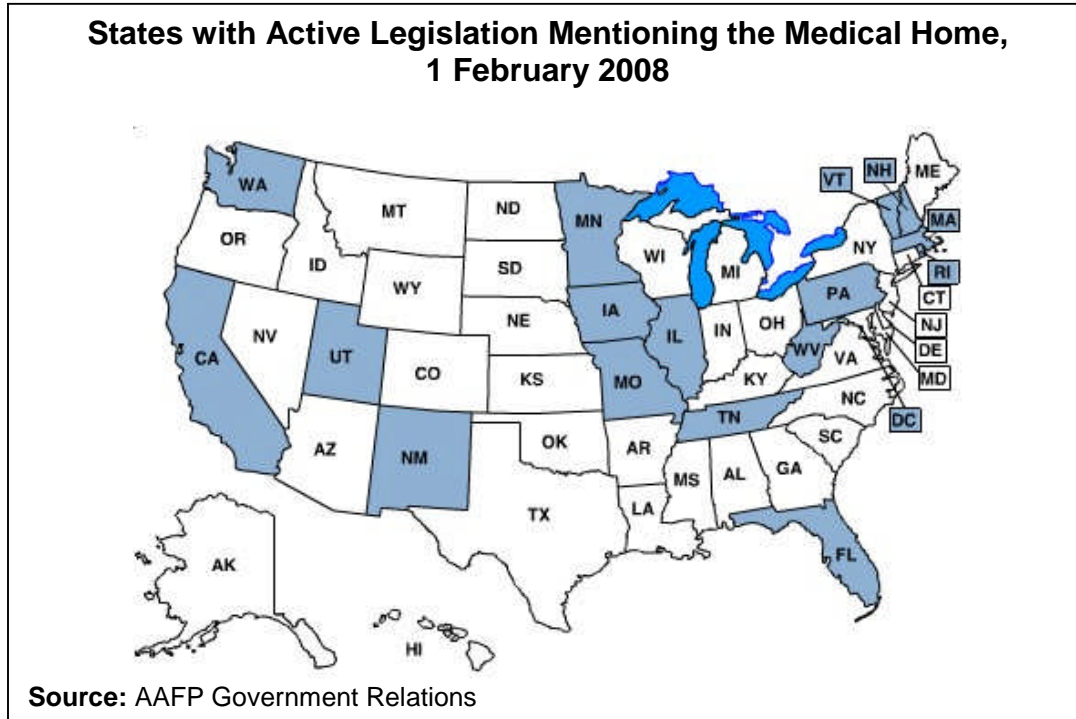 States with Active Legislation Mentioning the Medical Home,
1 February 2008
WA
MT
ND
MN
VT
NH
ME
OR
ID
SD
WI
MI
NY
MA
RI
WY
CT
NE
IA
PA
NJ
NV
UT
CO
IL
IN
OH
DE
CA
KS
MO
WV
VA
MD
KY
NC
DC
TN
AZ
NM
OK
AR
SC
MS
AL
GA
TX
LA
FL
AK
HI
Source: AAFP Government Relations